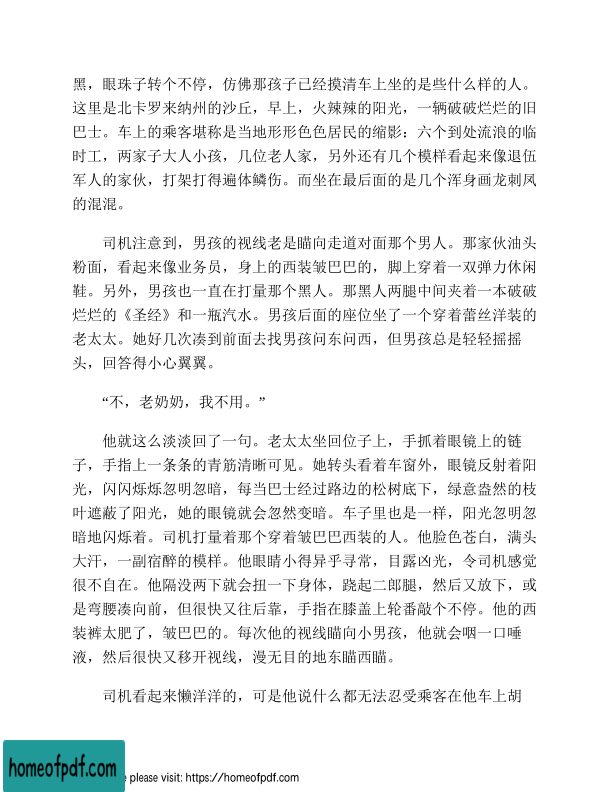 黑，眼珠子转个不停，仿佛那孩子已经摸清车上坐的是些什么样的人。
这里是北卡罗来纳州的沙丘，早上，火辣辣的阳光，一辆破破烂烂的旧
巴士。车上的乘客堪称是当地形形色色居民的缩影：六个到处流浪的临
时工，两家子大人小孩，几位老人家，另外还有几个模样看起来像退伍
军人的家伙，打架打得遍体鳞伤。而坐在最后面的是几个浑身画龙刺凤
的混混。
司机注意到，男孩的视线老是瞄向走道对面那个男人。那家伙油头
粉面，看起来像业务员，身上的西装皱巴巴的，脚上穿着一双弹力休闲
鞋。另外，男孩也一直在打量那个黑人。那黑人两腿中间夹着一本破破
烂烂的《圣经》和一瓶汽水。男孩后面的座位坐了一个穿着蕾丝洋装的
老太太。她好几次凑到前面去找男孩问东问西，但男孩总是轻轻摇摇
头，回答得小心翼翼。
“不，老奶奶，我不用。”
他就这么淡淡回了一句。老太太坐回位子上，手抓着眼镜上的链
子，手指上一条条的青筋清晰可见。她转头看着车窗外，眼镜反射着阳
光，闪闪烁烁忽明忽暗，每当巴士经过路边的松树底下，绿意盎然的枝
叶遮蔽了阳光，她的眼镜就会忽然变暗。车子里也是一样，阳光忽明忽
暗地闪烁着。司机打量着那个穿着皱巴巴西装的人。他脸色苍白，满头
大汗，一副宿醉的模样。他眼睛小得异乎寻常，目露凶光，令司机感觉
很不自在。他隔没两下就会扭一下身体，跷起二郎腿，然后又放下，或
是弯腰凑向前，但很快又往后靠，手指在膝盖上轮番敲个不停。他的西
装裤太肥了，皱巴巴的。每次他的视线瞄向小男孩，他就会咽一口唾
液，然后很快又移开视线，漫无目的地东瞄西瞄。
司机看起来懒洋洋的，可是他说什么都无法忍受乘客在他车上胡
homeofpdf.com
e please visit: https://homeofpdf.com